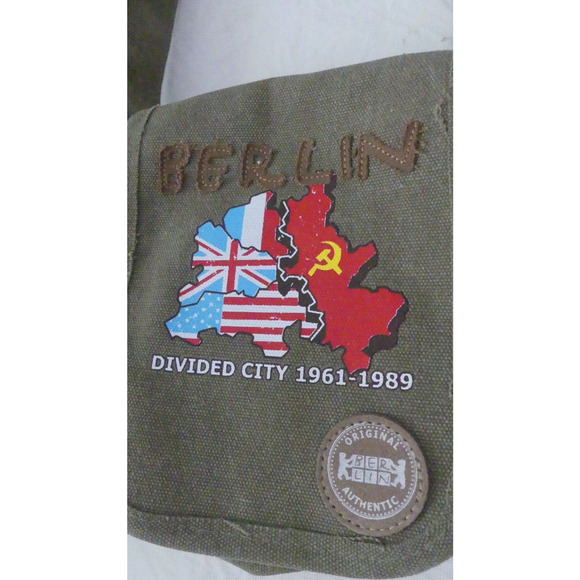 BERLIN
DIVIDED CITY 1961-1989
ORIGINAL
BER
LIN
AUTHENTIC